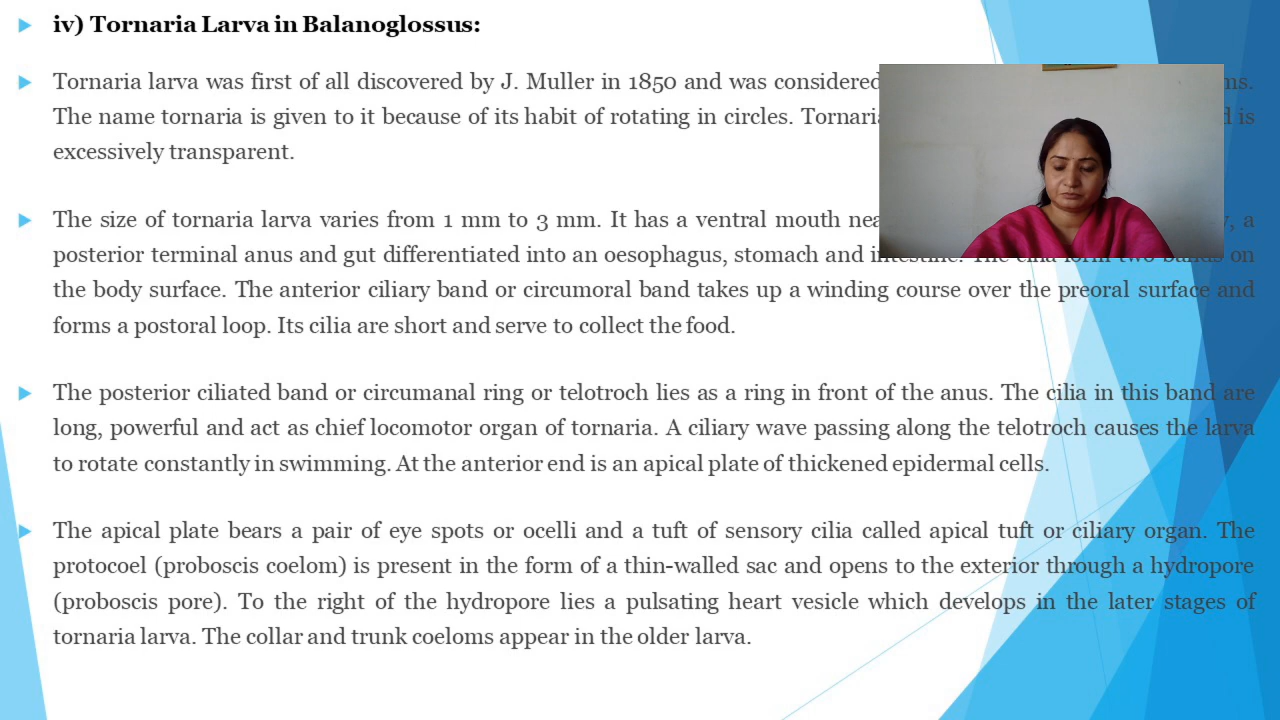 iv) Tornaria Larva in Balanoglossus:
Tornaria larva was first of all discovered by J. Muller in 1850 and was considered ms.
The name tornaria is given to it because of its habit of rotating in circles. is
excessively transparent.
The size of tornaria larva varies from 1 mm to 3 mm. It has a ventral mouth a
posterior terminal anus and gut differentiated into an oesophagus, stomach and intestine. The cilia form two bands on
the body surface. The anterior ciliary band or circumoral band takes up a winding course over the preoral surface and
forms a postoral loop. Its cilia are short and serve to collect the food.
The posterior ciliated band or circumanal ring or telotroch lies as a ring in front of the anus. The cilia in this band are
long, powerful and act as chief locomotor organ of tornaria. A ciliary wave passing along the telotroch causes the larva
to rotate constantly in swimming. At the anterior end is an apical plate of thickened epidermal cells.
The apical plate bears a pair of eye spots or ocelli and a tuft of sensory cilia called apical tuft or ciliary organ. The
protocoel (proboscis coelom) is present in the form of a thin-walled sac and opens to the exterior through a hydropore
(proboscis pore). To the right of the hydropore lies a pulsating heart vesicle which develops in the later stages of
tornaria larva. The collar and trunk coeloms appear in the older larva.